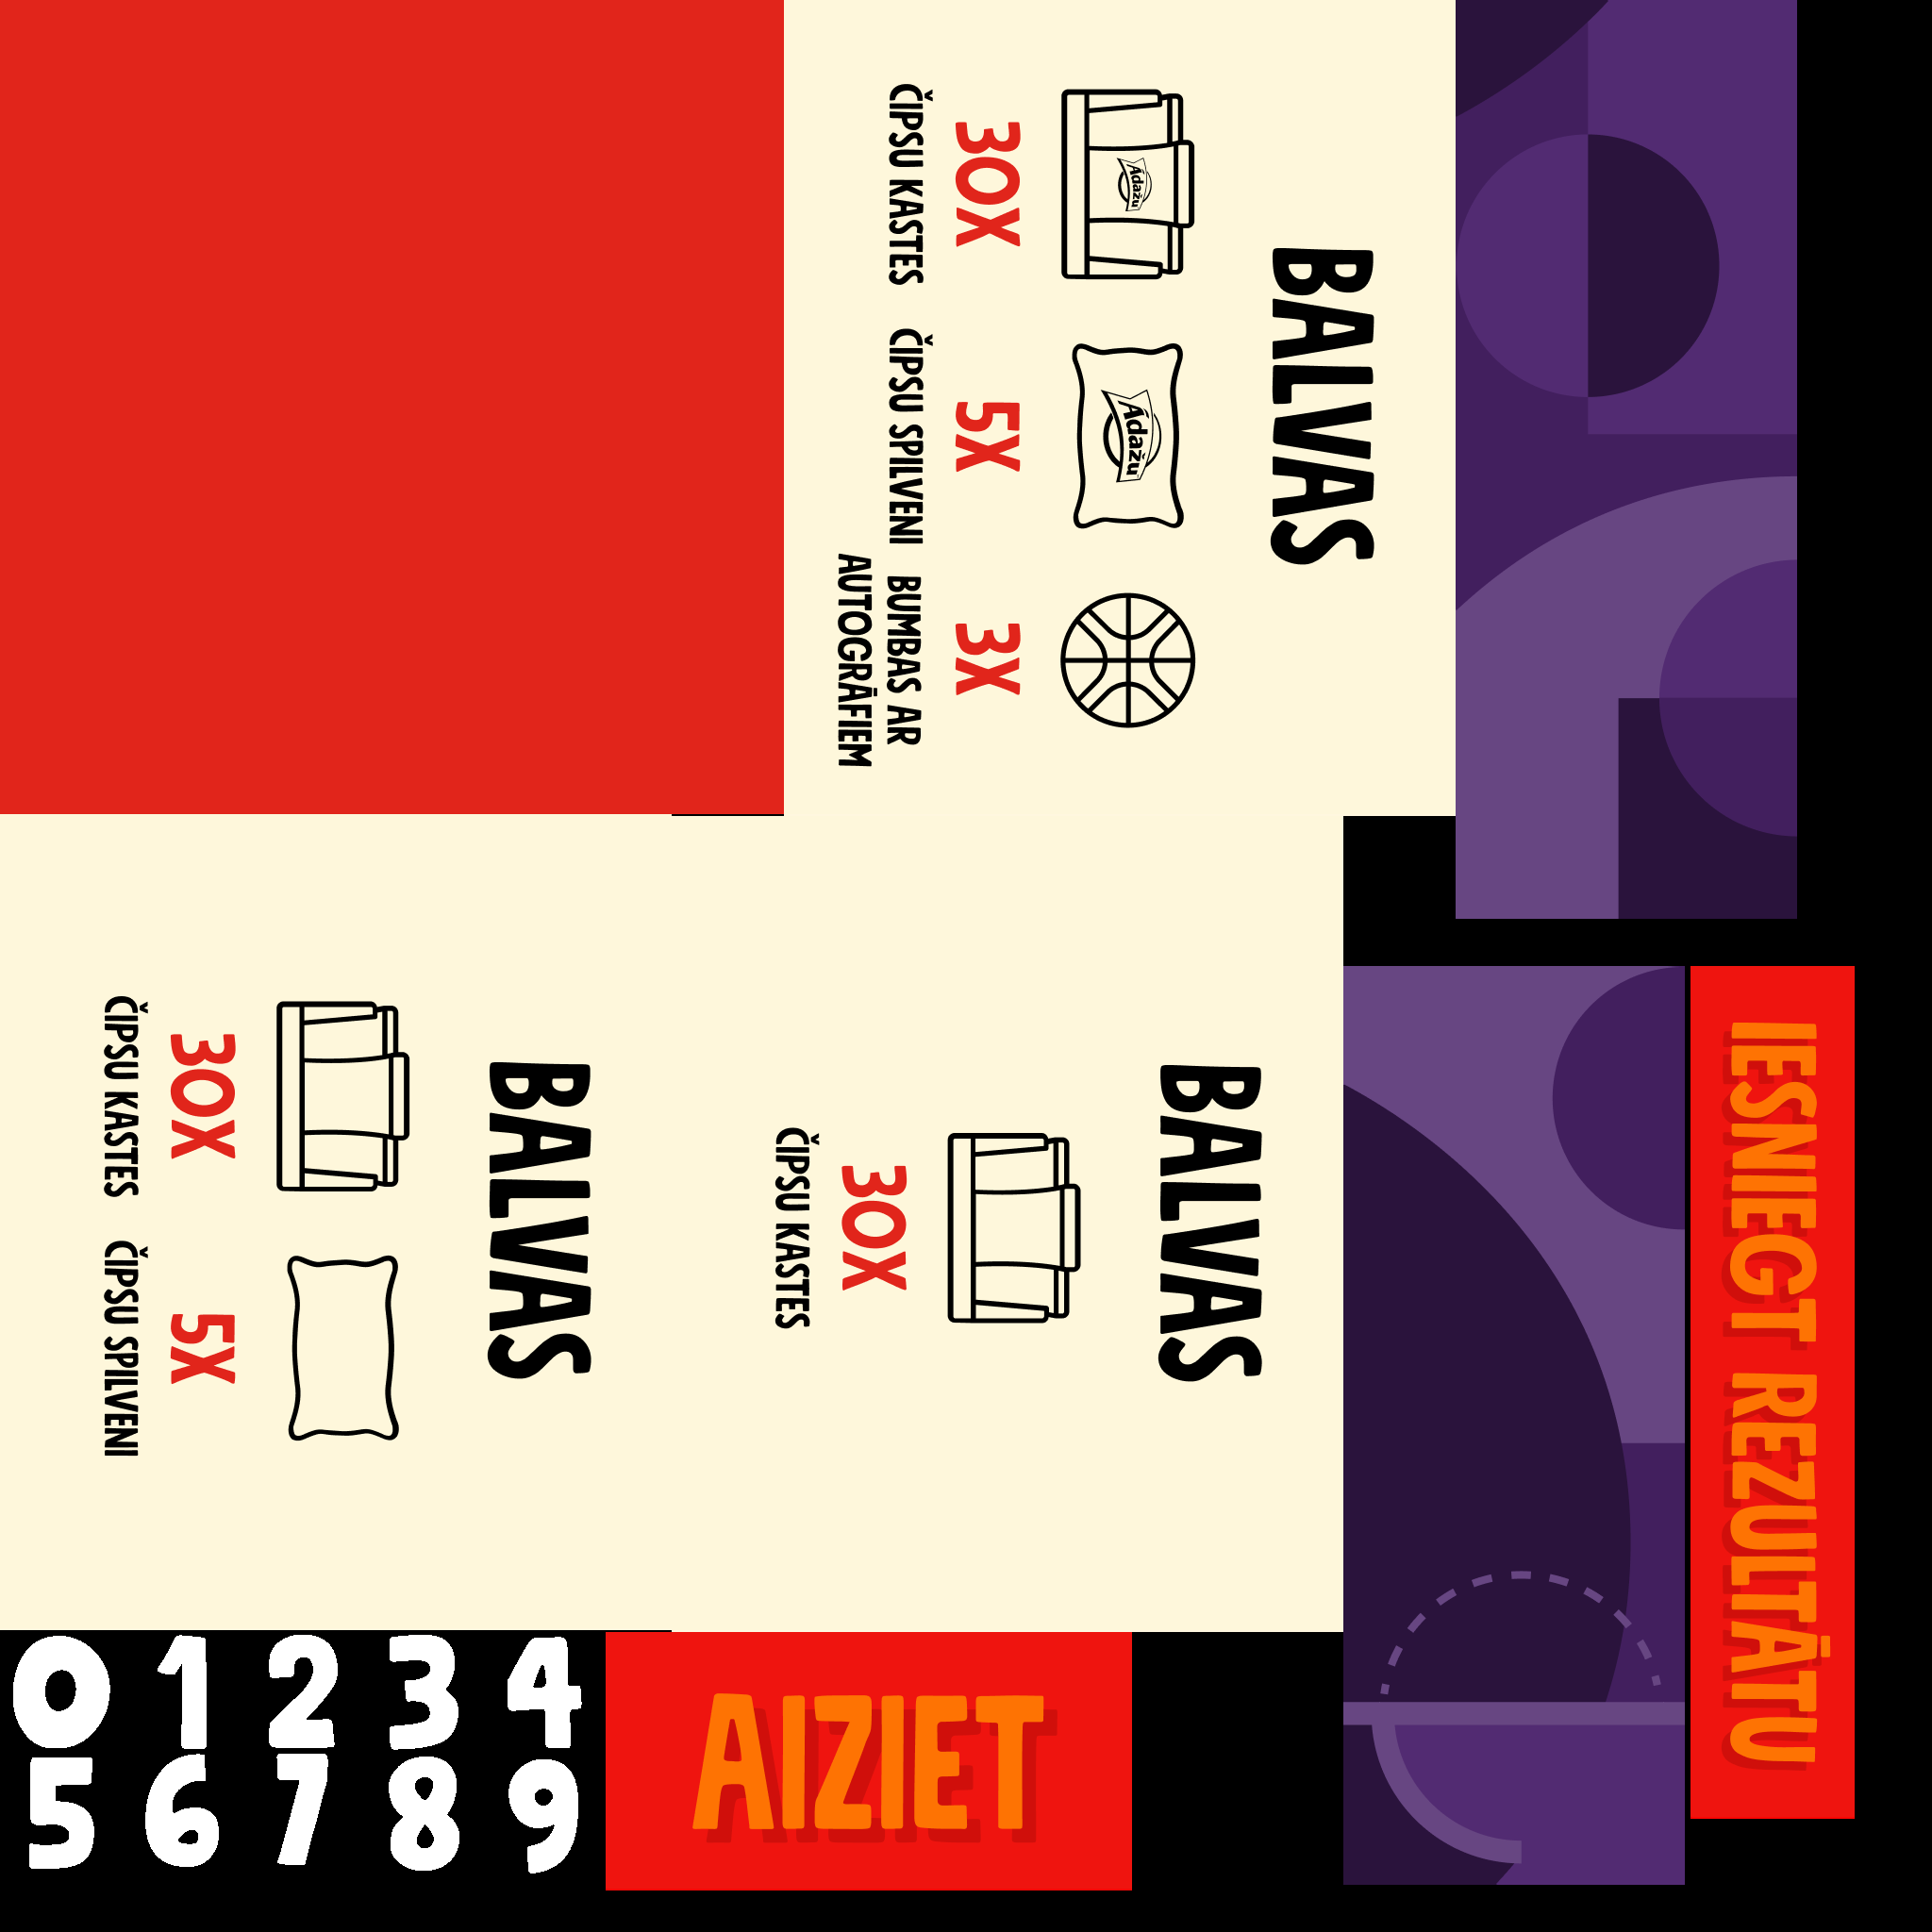 BALVAS
Ādažu
30X
ČIPSU KASTES
Ādažu
5X
ČIPSU SPILVENI
3X
BUMBAS AR
AUTOGRĀFIEM
BALVAS
30X
ČIPSU KASTES
5X
ČIPSU SPILVENI
BALVAS
30X
ČIPSU KASTES
IESNIEGT REZULTĀTU
0 1 2 3 4
5 6 7 8 9
AIZIET